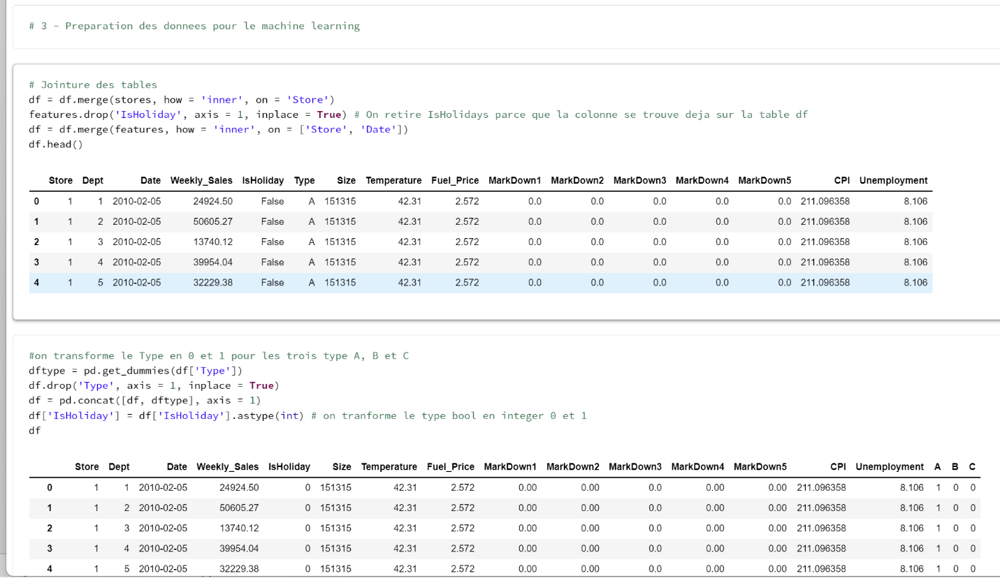 # 3 - Preparation des donnees pour le machine learning
# Jointure des tables
df = df.merge(stores, how = 'inner', on = 'Store')
features.drop('IsHoliday', axis = 1, inplace = True) # On retire IsHolidays parce que la colonne se trouve deja sur la table df
df = df.merge(features, how = 'inner', on = ['Store', 'Date'])
df.head()
Store Dept Date Weekly_Sales IsHoliday Type Size Temperature Fuel_Price MarkDown1 MarkDown2 MarkDown3 MarkDown4 MarkDown5 CPI Unemployment
0 1 1 2010-02-05 24924.50 False A 151315 42.31 2.572 0.0 0.0 0.0 0.0 0.0 211.096358 8.106
1 1 2 2010-02-05 50605.27 False A 151315 42.31 2.572 0.0 0.0 0.0 0.0 0.0 211.096358 8.106
2 1 3 2010-02-05 13740.12 False A 151315 42.31 2.572 0.0 0.0 0.0 0.0 0.0 211.096358 8.106
3 1 4 2010-02-05 39954.04 False A 151315 42.31 2.572 0.0 0.0 0.0 0.0 0.0 211.096358 8.106
4 1 5 2010-02-05 32229.38 False A 151315 42.31 2.572 0.0 0.0 0.0 0.0 0.0 211.096358 8.106
#on transforme le Type en 0 et 1 pour les trois type A, B et C
dftype = pd.get_dummies(df['Type'])
df.drop('Type', axis = 1, inplace = True)
df = pd.concat([df, dftype], axis = 1)
df['IsHoliday'] = df['IsHoliday'].astype(int) # on tranforme le type bool en integer 0 et 1
df
Store Dept Date Weekly_Sales IsHoliday Size Temperature Fuel_Price MarkDown1 MarkDown2 MarkDown3 MarkDown4 MarkDown5 CPI Unemployment A B C
0 1 1 2010-02-05 24924.50 0 151315 42.31 2.572 0.00 0.00 0.0 0.00 0.00 211.096358 8.106 1 0 0
1 1 2 2010-02-05 50605.27 0 151315 42.31 2.572 0.00 0.00 0.0 0.00 0.00 211.096358 8.106 1 0 0
2 1 3 2010-02-05 13740.12 0 151315 42.31 2.572 0.00 0.00 0.0 0.00 0.00 211.096358 8.106 1 0 0
3 1 4 2010-02-05 39954.04 0 151315 42.31 2.572 0.00 0.00 0.0 0.00 0.00 211.096358 8.106 1 0 0
4 1 5 2010-02-05 32229.38 0 151315 42.31 2.572 0.00 0.00 0.0 0.00 0.00 211.096358 8.106 1 0 0